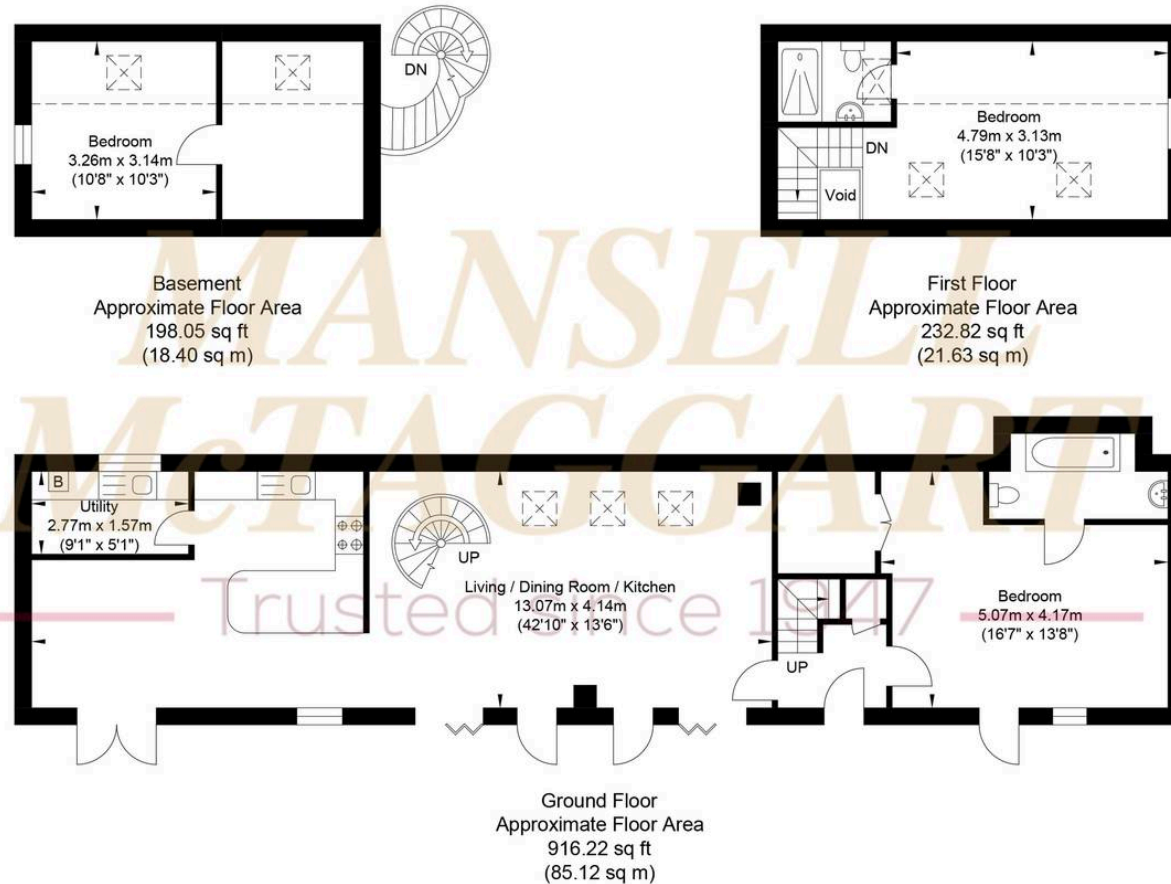 DN
Bedroom
3.26m x 3.14m
(10'8" x 10'3")
Basement
Approximate Floor Area
198.05 sq ft
(18.40 sq m)
Bedroom
4.79m x 3.13m
(15'8" x 10'3")
DN
Void
First Floor
Approximate Floor Area
232.82 sq ft
(21.63 sq m)
MANSELL
McTAGGART
Trusted since 1947
B
Utility
2.77m x 1.57m
(9'1" x 5'1")
UP
Living / Dining Room / Kitchen
13.07m x 4.14m
(42'10" x 13'6")
UP
Bedroom
5.07m x 4.17m
(16'7" x 13'8")
Ground Floor
Approximate Floor Area
916.22 sq ft
(85.12 sq m)